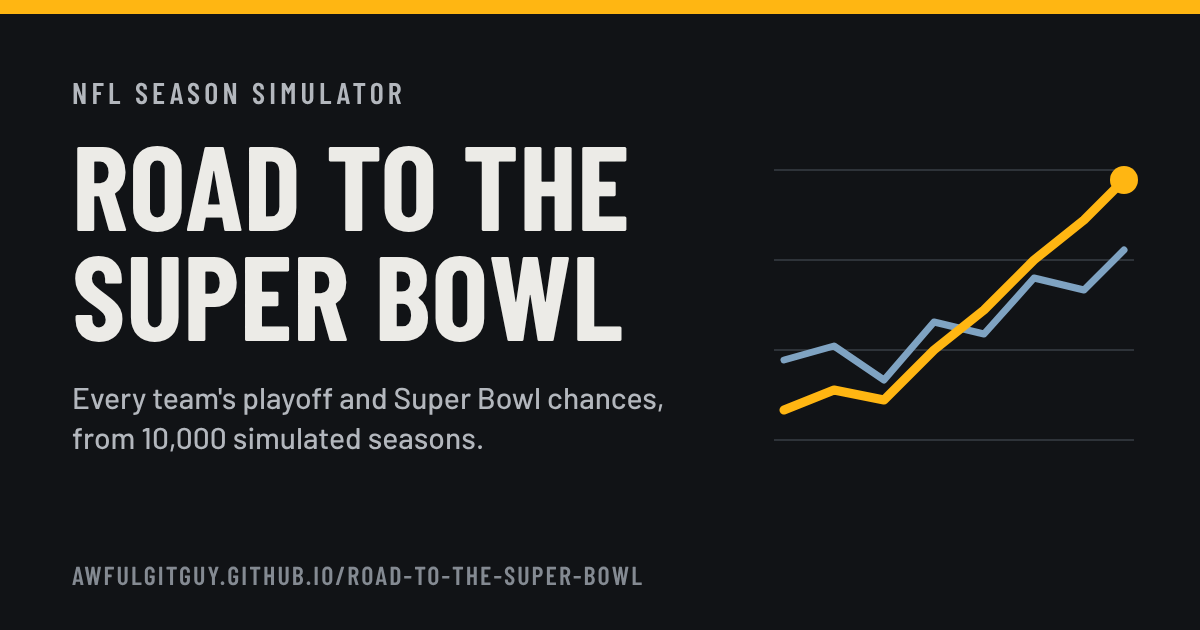 NFL SEASON SIMULATOR
ROAD TO THE
SUPER BOWL
Every team's playoff and Super Bowl chances,
from 10,000 simulated seasons.
AWFULGITGUY.GITHUB.IO/ROAD-TO-THE-SUPER-BOWL